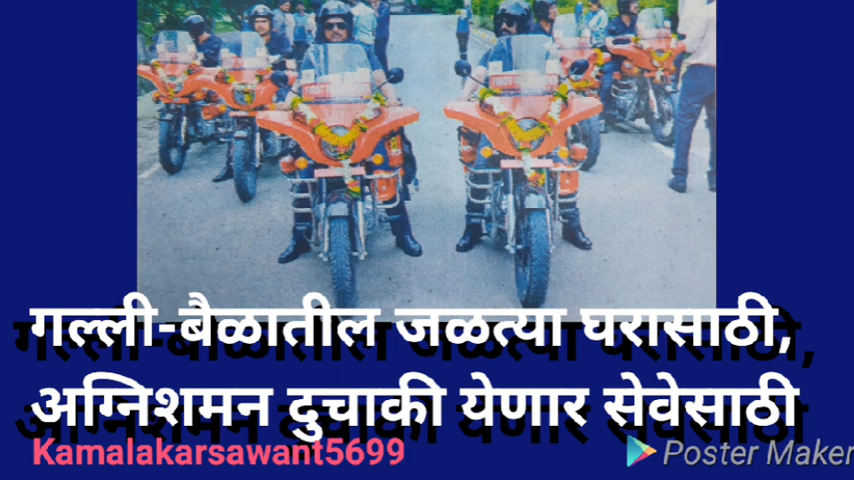 गल्ली-बैळातील जळत्या घरासाठी,
अग्निशमन दुचाकी येणार सेवेसाठी
Kamalakarsawant5699
Poster Maker